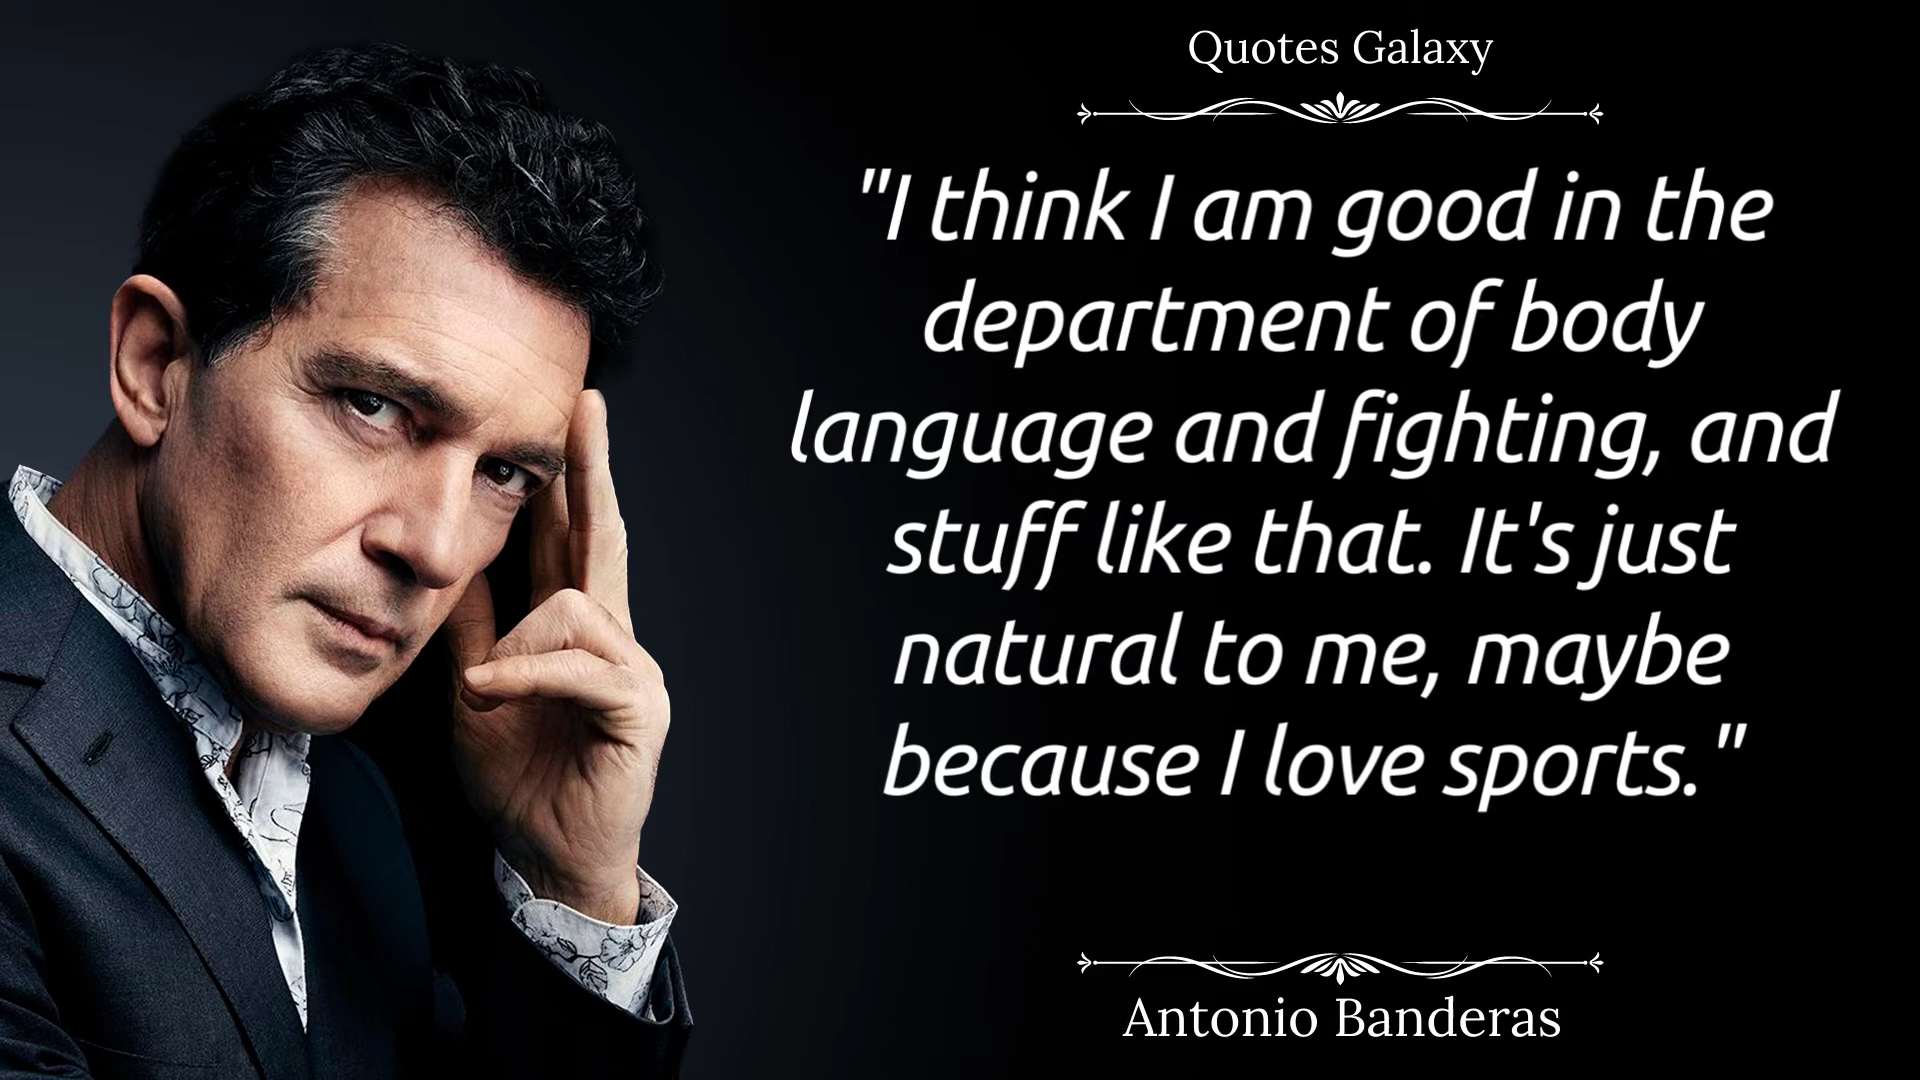 Quotes Galaxy
"I think I am good in the
department of body
language and fighting, and
stuff like that. It's just
natural to me, maybe
because I love sports."
Antonio Banderas